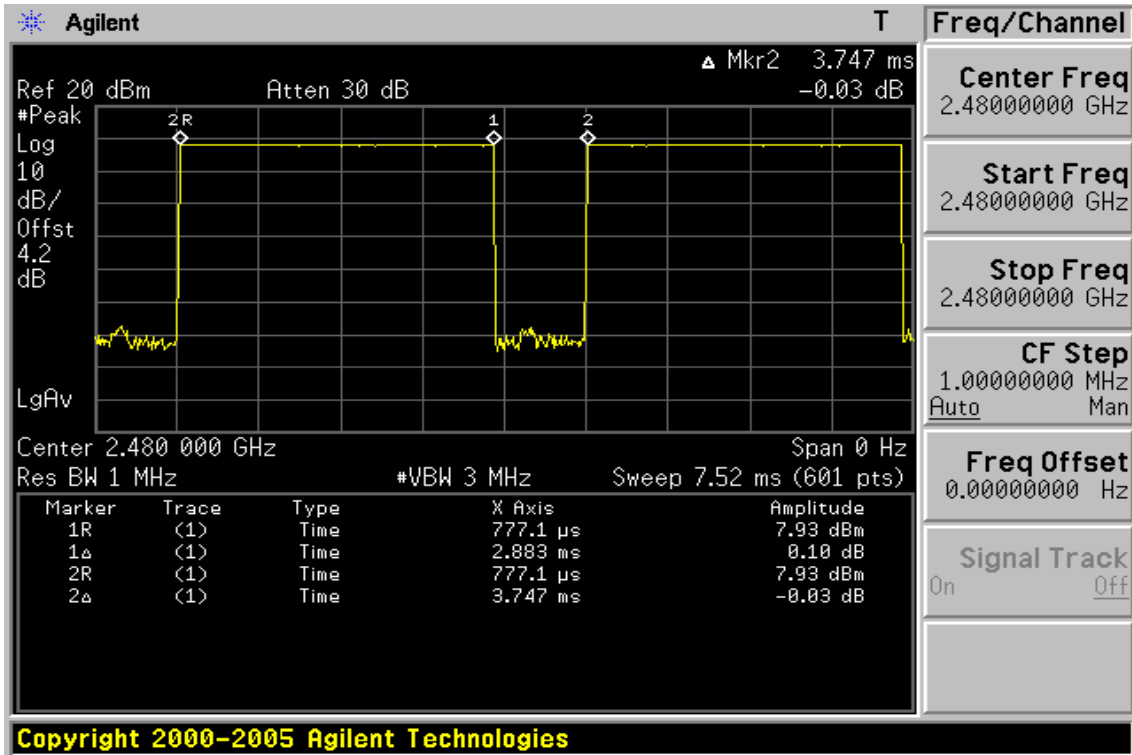 Agilent T
Δ Mkr2 3.747 ms
Ref 20 dBm Atten 30 dB -0.03 dB
#Peak
Log
10
dB/
Offst
4.2
dB
LgAv
2R 1 2
Center 2.480 000 GHz Span 0 Hz
Res BW 1 MHz #VBW 3 MHz Sweep 7.52 ms (601 pts)
Marker Trace Type X Axis Amplitude
1R (1) Time 777.1 µs 7.93 dBm
1Δ (1) Time 2.883 ms 0.10 dB
2R (1) Time 777.1 µs 7.93 dBm
2Δ (1) Time 3.747 ms -0.03 dB
Freq/Channel
Center Freq
2.48000000 GHz
Start Freq
2.48000000 GHz
Stop Freq
2.48000000 GHz
CF Step
1.00000000 MHz
Auto Man
Freq Offset
0.00000000 Hz
Signal Track
On Off
Copyright 2000-2005 Agilent Technologies